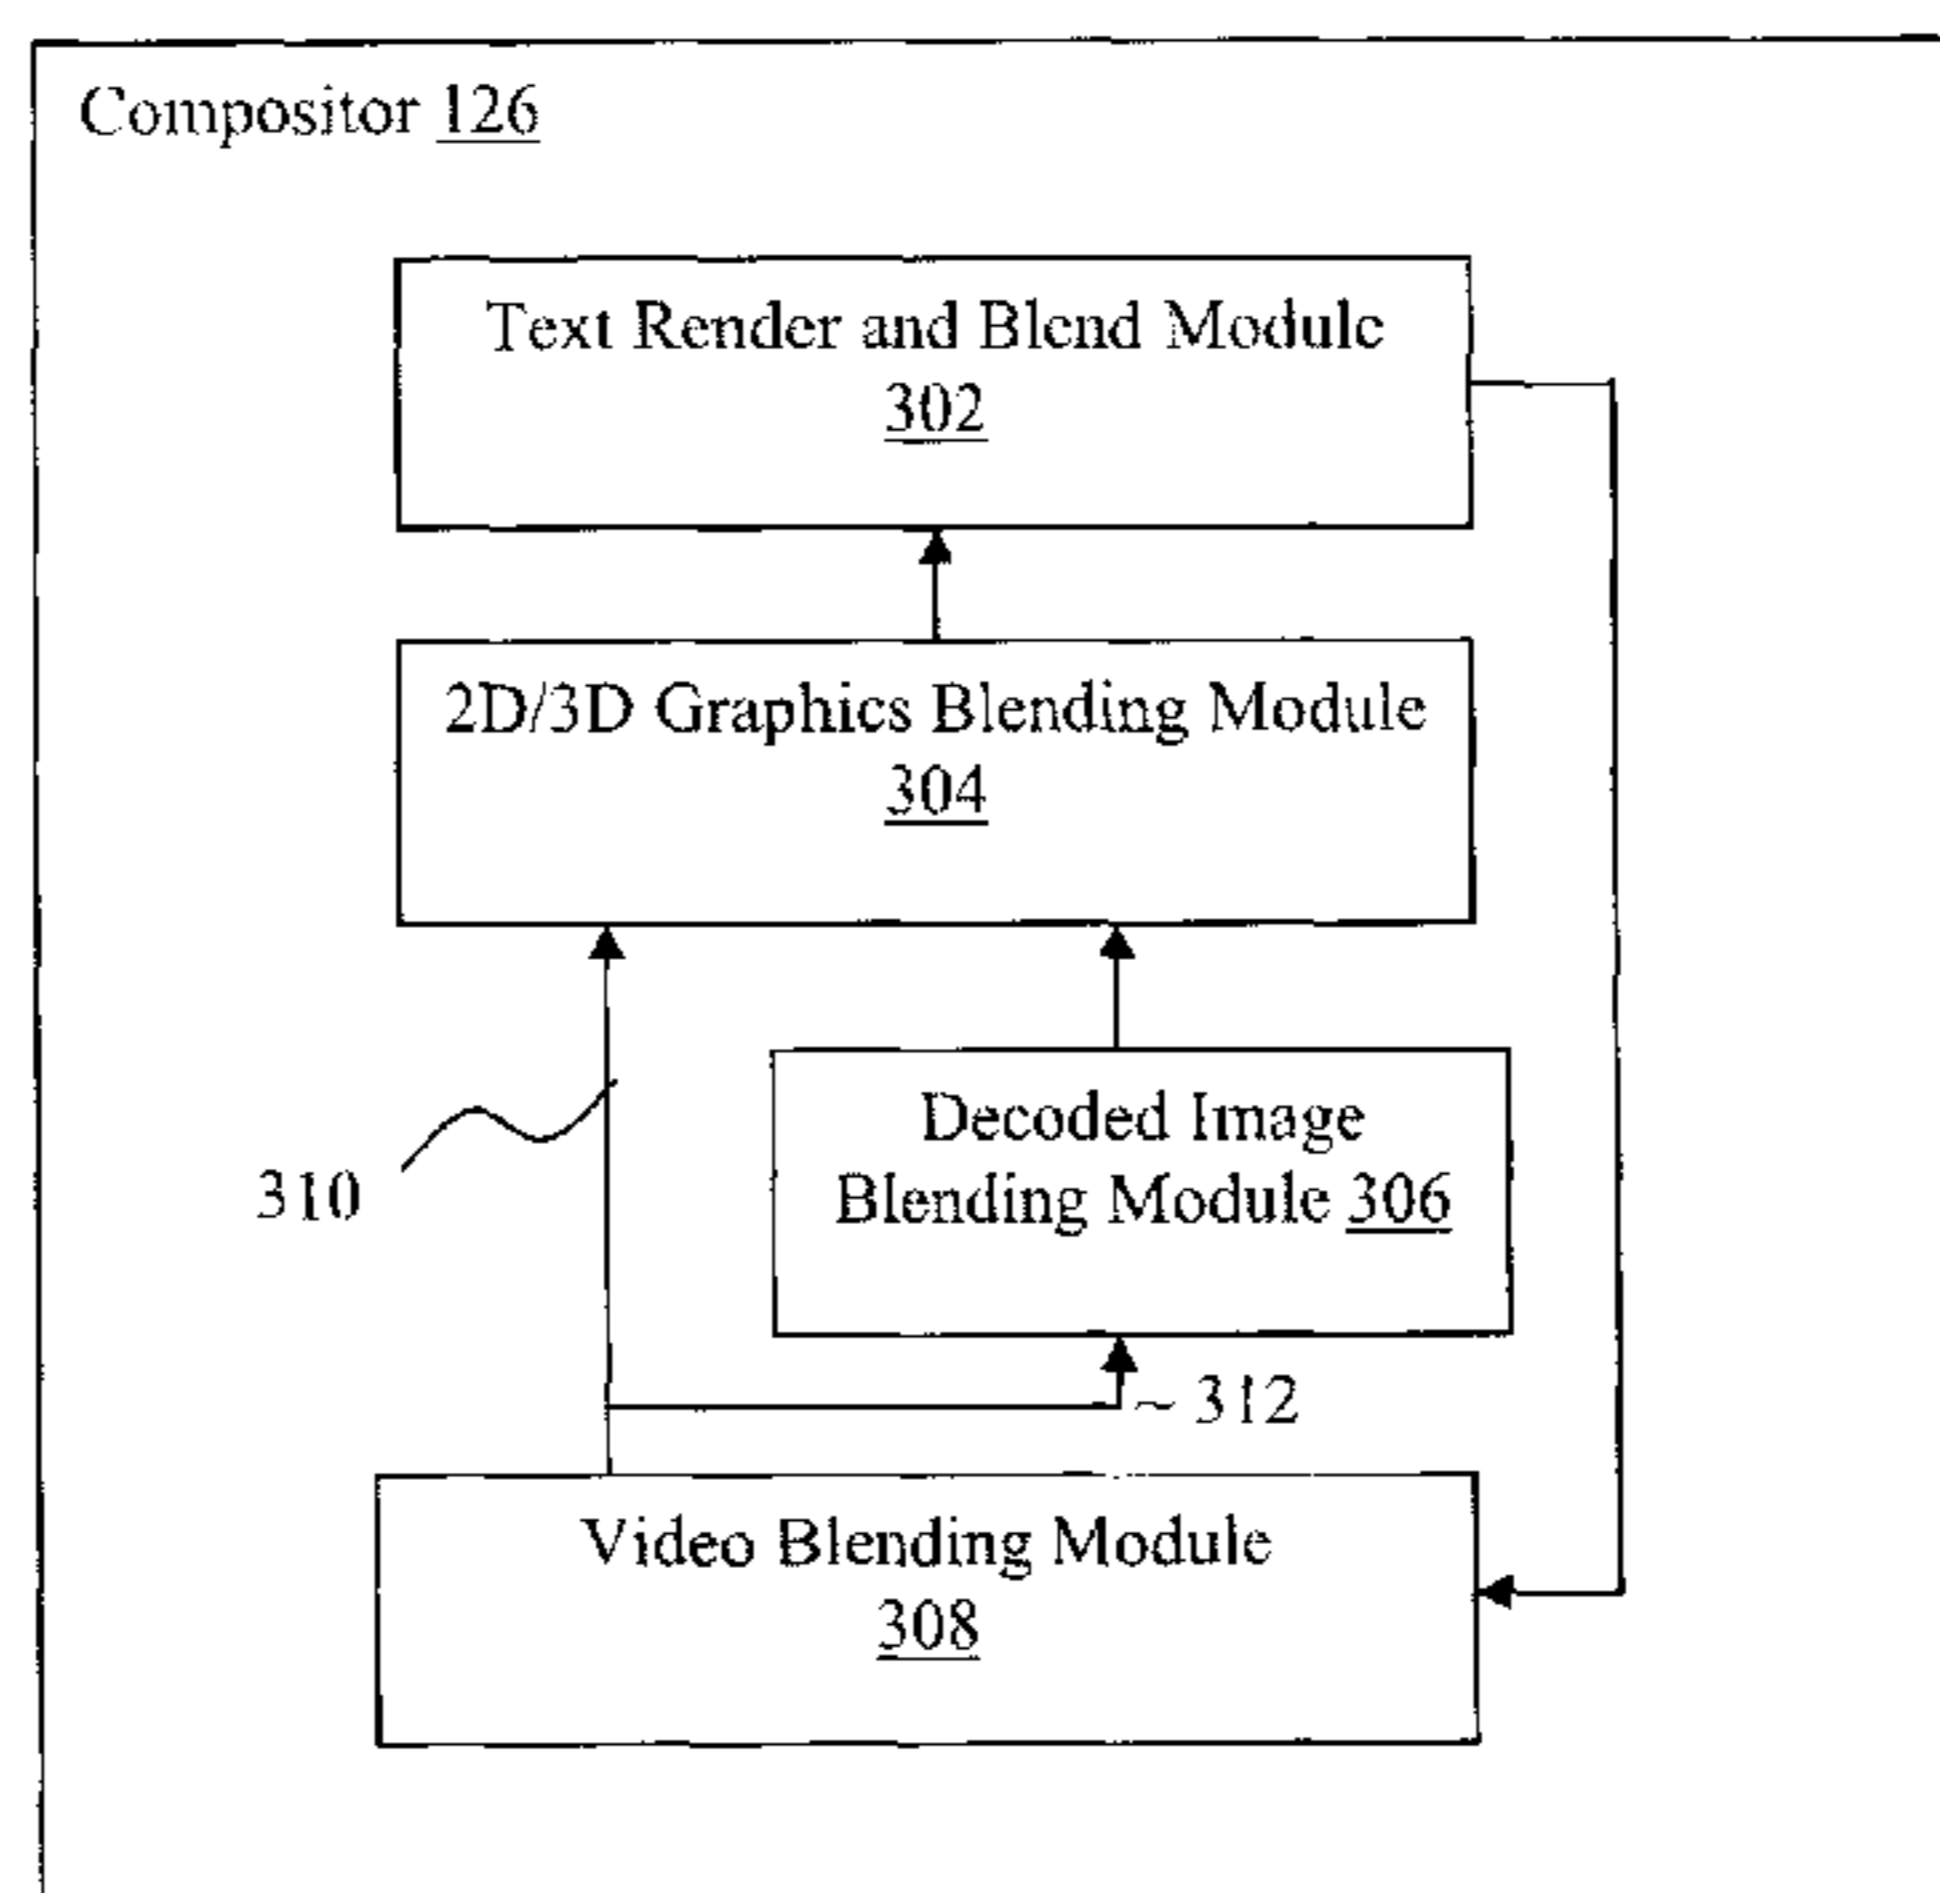 Compositor 126
Text Render and Blend Module
302
2D/3D Graphics Blending Module
304
Decoded Image
Blending Module 306
310
~ 312
Video Blending Module
308